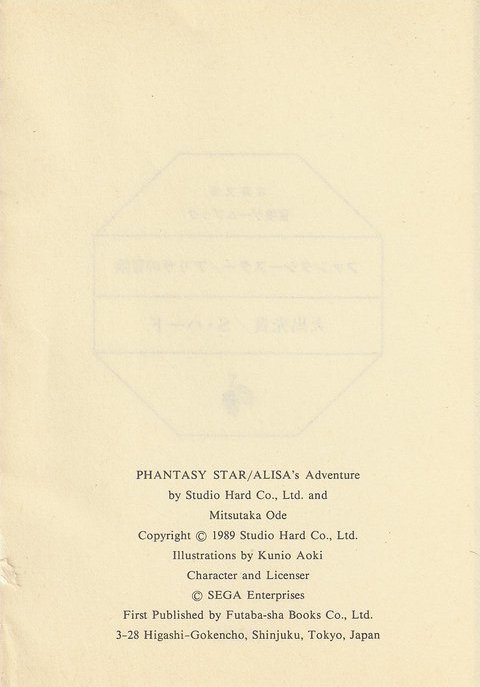 PHANTASY STAR/ALISA's Adventure
by Studio Hard Co., Ltd. and
Mitsutaka Ode
Copyright © 1989 Studio Hard Co., Ltd.
Illustrations by Kunio Aoki
Character and Licenser
© SEGA Enterprises
First Published by Futaba-sha Books Co., Ltd.
3-28 Higashi-Gokencho, Shinjuku, Tokyo, Japan